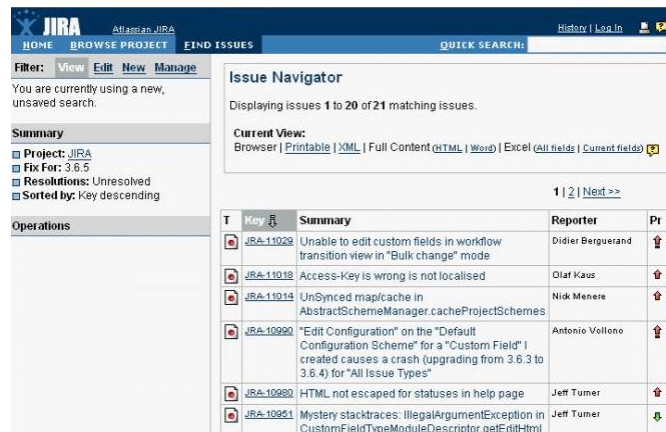 JIRA
Atlassian JIRA
History | Log In
HOME BROWSE PROJECT FIND ISSUES
QUICK SEARCH:
Filter: View Edit New Manage
You are currently using a new,
unsaved search.
Summary
Project: JIRA
Fix For: 3.6.5
Resolutions: Unresolved
Sorted by: Key descending
Operations
Issue Navigator
Displaying issues 1 to 20 of 21 matching issues.
Current View:
Browser | Printable | XML | Full Content (HTML | Word) | Excel (All fields | Current fields)
1 | 2 | Next >>
T Key Summary Reporter Pr
JRA-11029 Unable to edit custom fields in workflow Didier Berguerand
transition view in "Bulk change" mode
JRA-11018 Access-Key is wrong is not localised Olaf Kaus
JRA-11014 UnSynced map/cache in Nick Menere
AbstractSchemeManager.cacheProjectSchemes
JRA-10990 "Edit Configuration" on the "Default Antonio Vollono
Configuration Scheme" for a "Custom Field" I
created causes a crash (upgrading from 3.6.3 to
3.6.4) for "All Issue Types"
JRA-10980 HTML not escaped for statuses in help page Jeff Turner
JRA-10951 Mystery stacktraces: IllegalArgumentException in Jeff Turner
CustomFieldTypeModuleDescriptor.getEditHtml